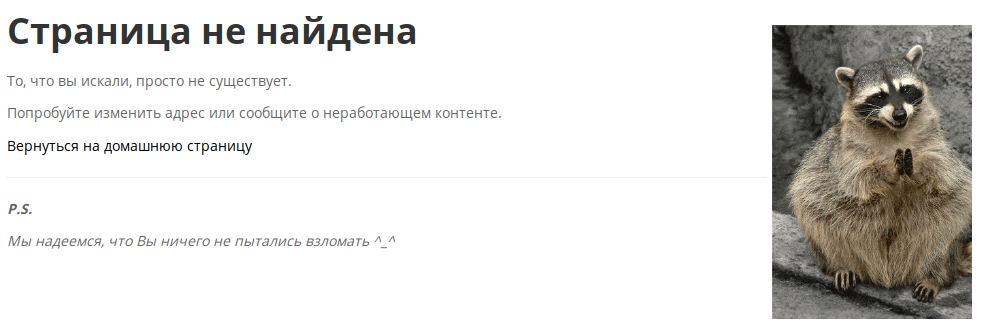 Страница не найдена
То, что вы искали, просто не существует.
Попробуйте изменить адрес или сообщите о неработающем контенте.
Вернуться на домашнюю страницу
P.S.
Мы надеемся, что Вы ничего не пытались взломать ^_^